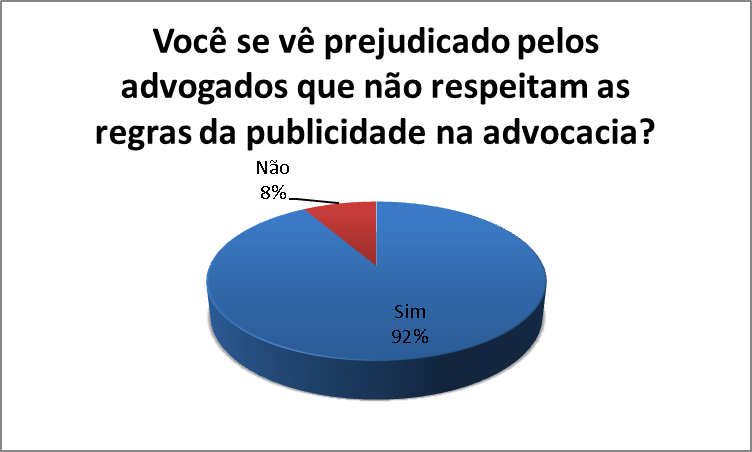 Você se vê prejudicado pelos
advogados que não respeitam as
regras da publicidade na advocacia?
Não
8%
Sim
92%